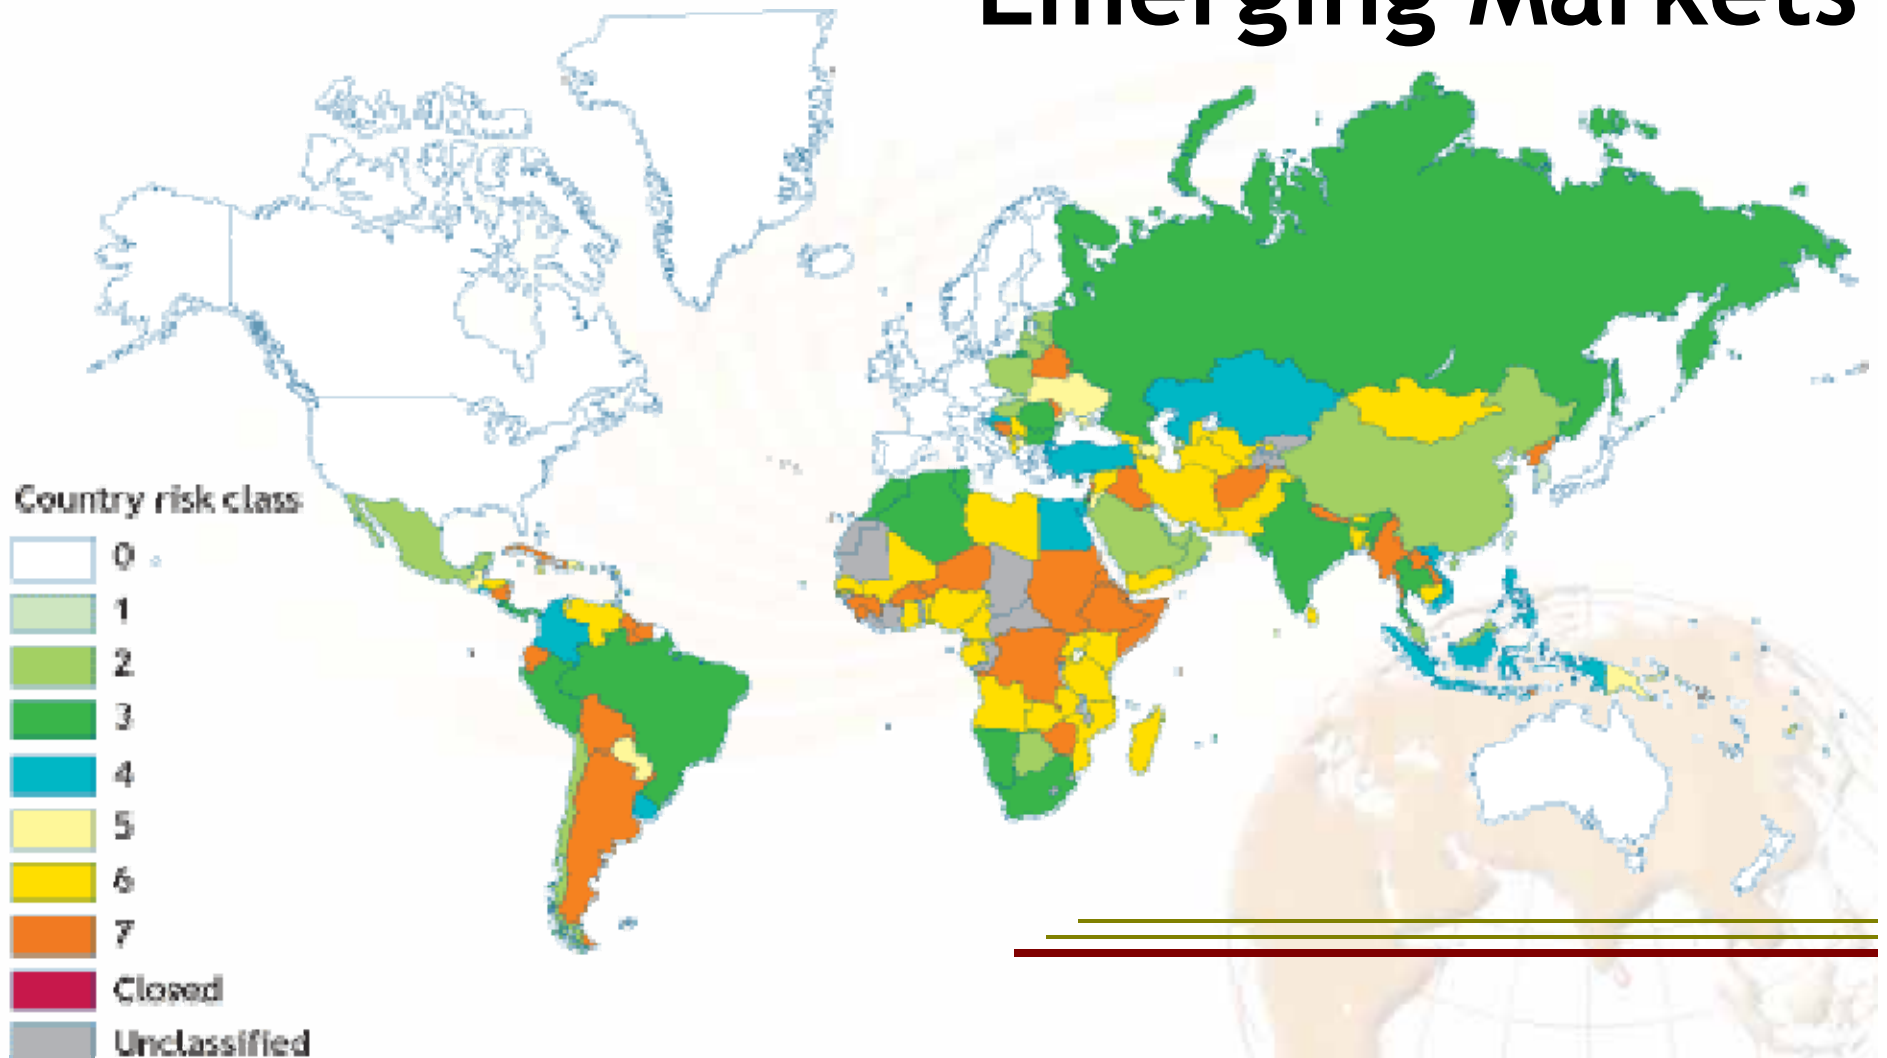 Emerging Markets
Country risk class
0
1
2
3
4
5
6
7
Closed
Unclassified